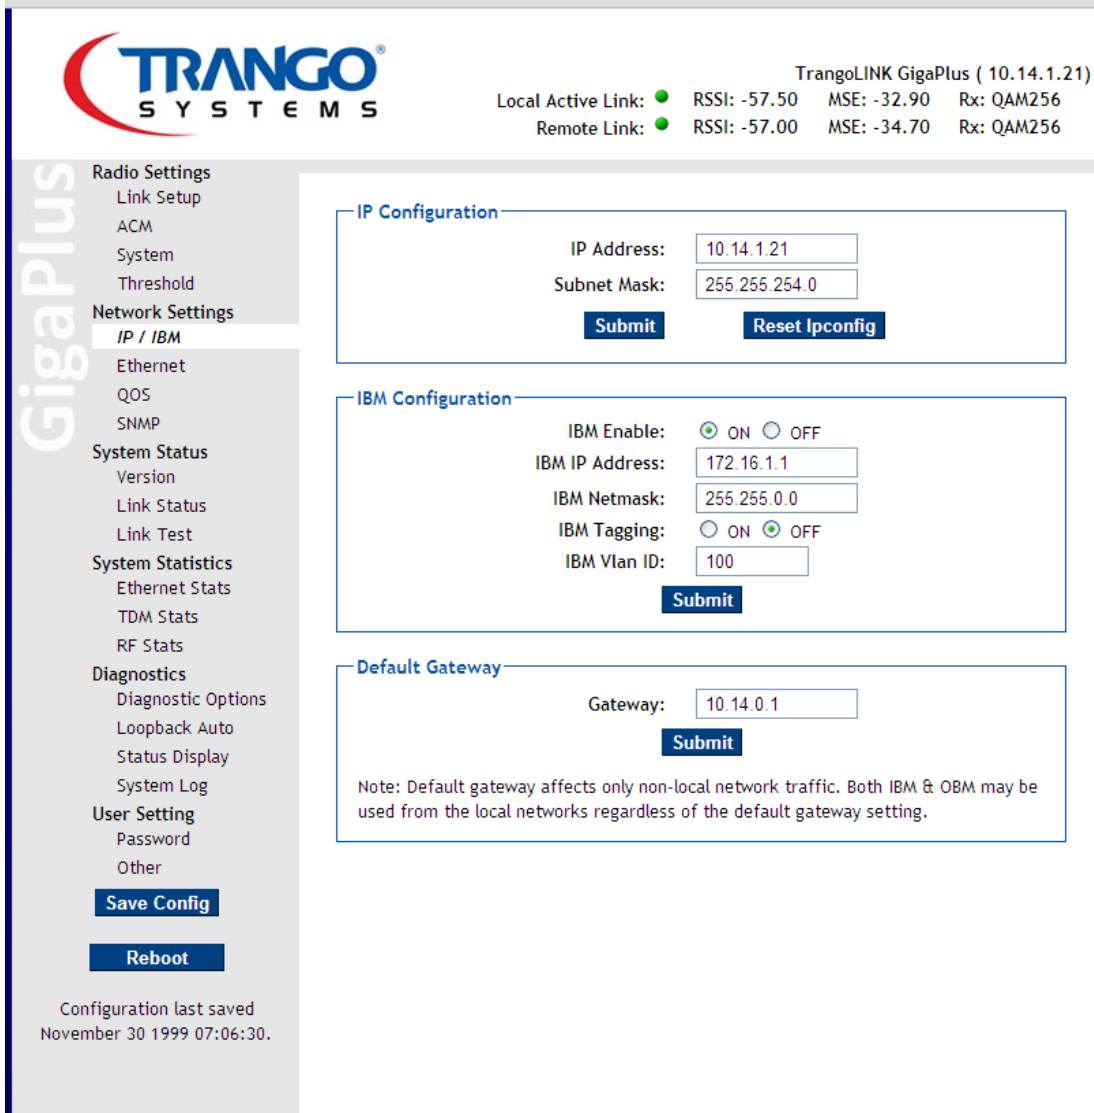 TRANGO®
SYSTEMS
TrangoLINK GigaPlus ( 10.14.1.21)
Local Active Link: RSSI: -57.50 MSE: -32.90 Rx: QAM256
Remote Link: RSSI: -57.00 MSE: -34.70 Rx: QAM256
GigaPlus
Radio Settings
Link Setup
ACM
System
Threshold
Network Settings
IP / IBM
Ethernet
QOS
SNMP
System Status
Version
Link Status
Link Test
System Statistics
Ethernet Stats
TDM Stats
RF Stats
Diagnostics
Diagnostic Options
Loopback Auto
Status Display
System Log
User Setting
Password
Other
Save Config
Reboot
Configuration last saved
November 30 1999 07:06:30.
IP Configuration
IP Address: 10.14.1.21
Subnet Mask: 255.255.254.0
Submit Reset Ipconfig
IBM Configuration
IBM Enable: ON OFF
IBM IP Address: 172.16.1.1
IBM Netmask: 255.255.0.0
IBM Tagging: ON OFF
IBM Vlan ID: 100
Submit
Default Gateway
Gateway: 10.14.0.1
Submit
Note: Default gateway affects only non-local network traffic. Both IBM & OBM may be
used from the local networks regardless of the default gateway setting.